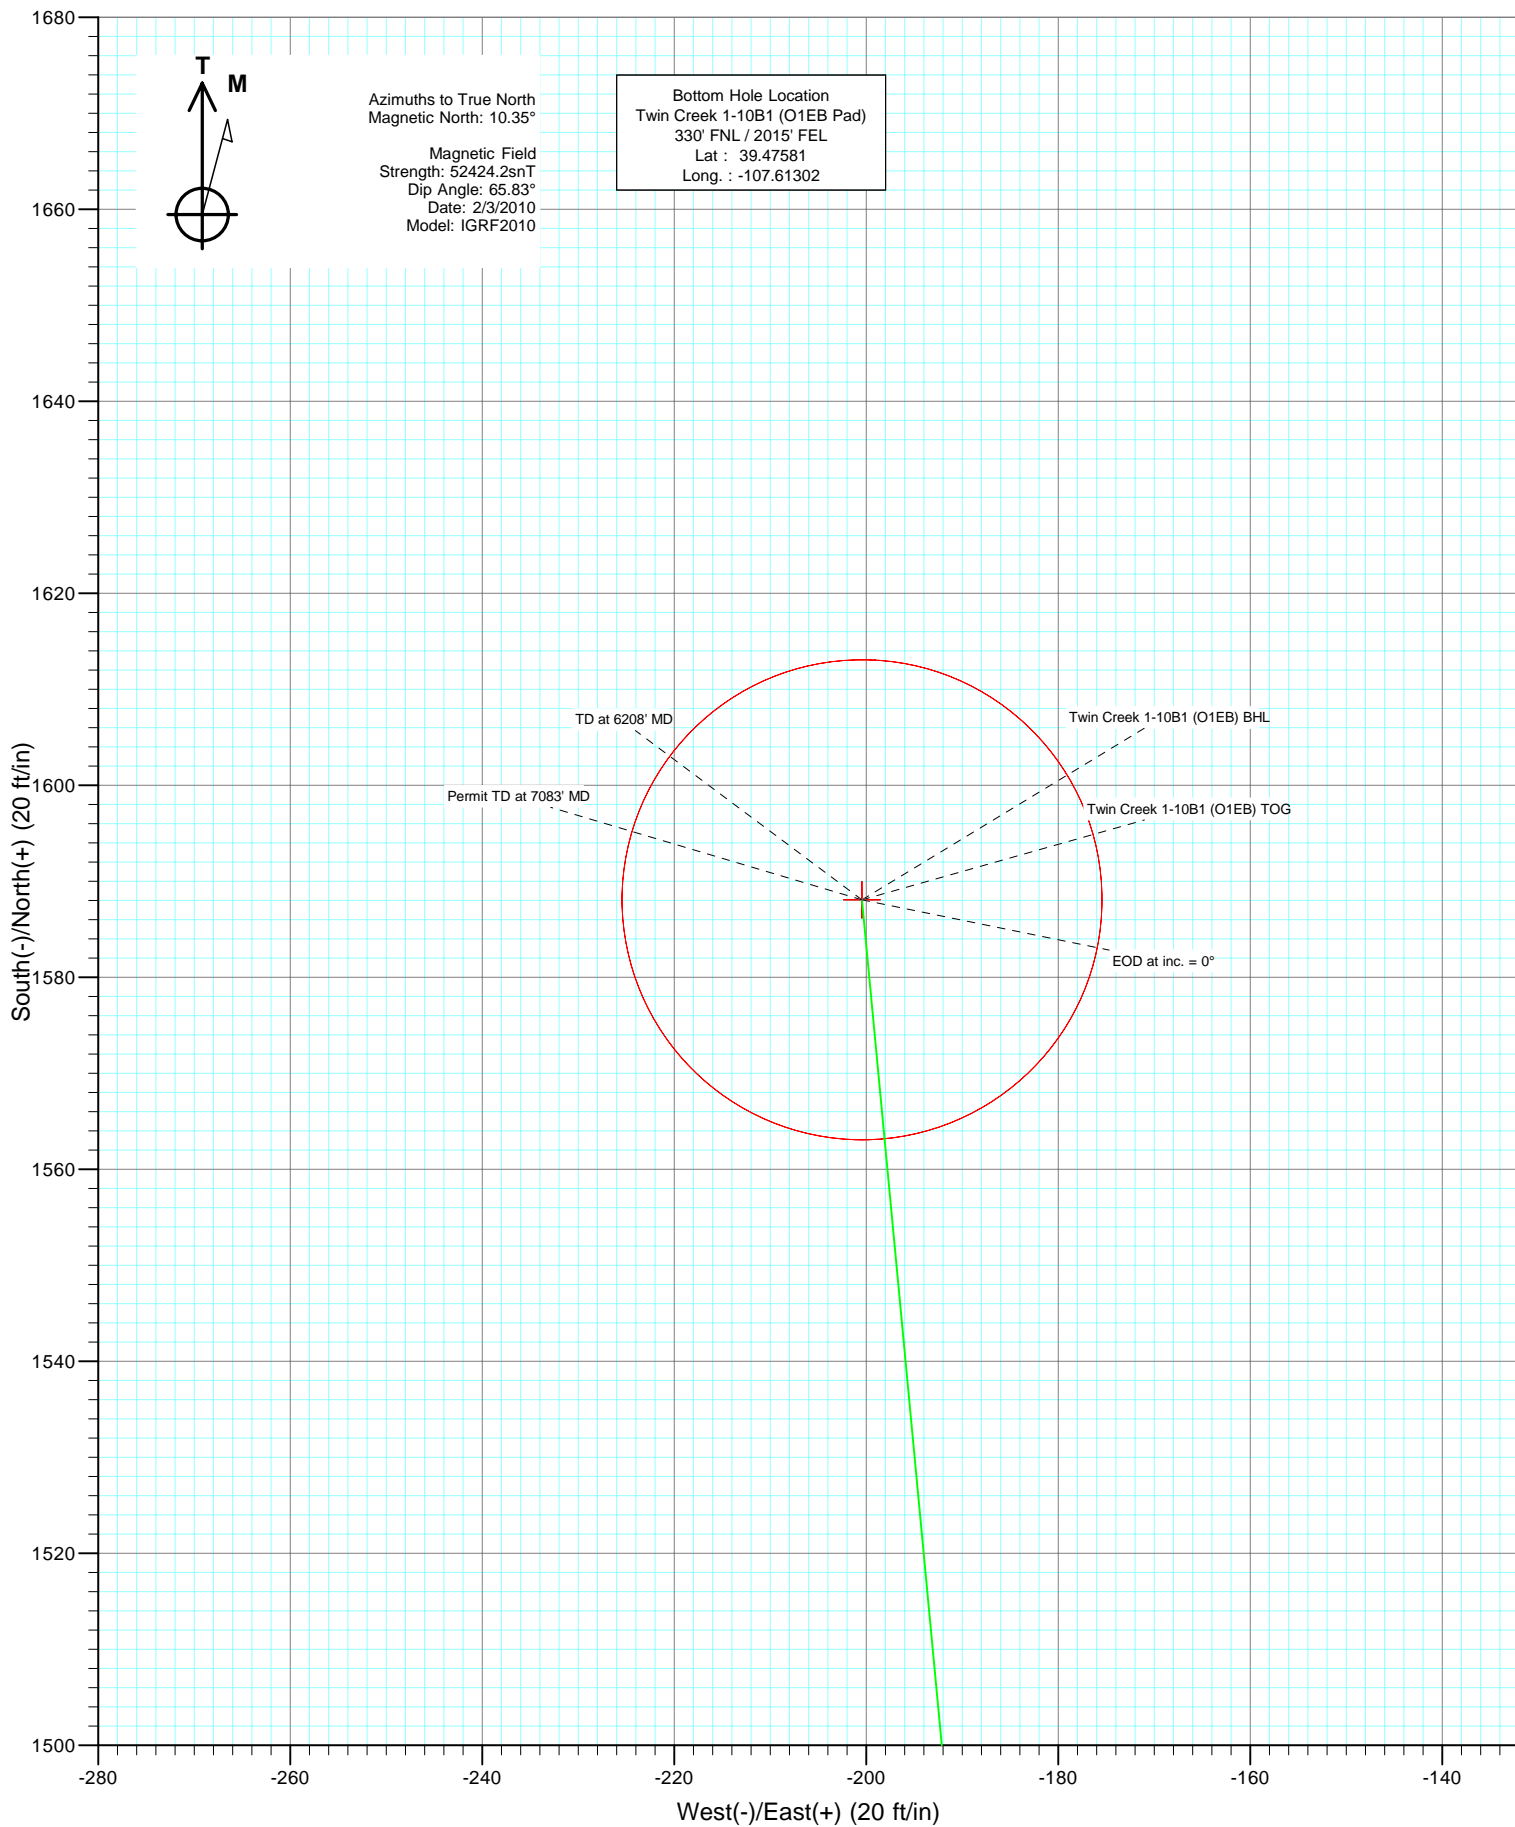 T
M
Azimuths to True North
Magnetic North: 10.35°
Magnetic Field
Strength: 52424.2snT
Dip Angle: 65.83°
Date: 2/3/2010
Model: IGRF2010
Bottom Hole Location
Twin Creek 1-10B1 (O1EB Pad)
330' FNL / 2015' FEL
Lat : 39.47581
Long. : -107.61302
1680
1660
1640
1620
1600
1580
1560
1540
1520
1500
South(-)/North(+) (20 ft/in)
TD at 6208' MD
Twin Creek 1-10B1 (O1EB) BHL
Permit TD at 7083' MD
Twin Creek 1-10B1 (O1EB) TOG
EOD at inc. = 0°
-280
-260
-240
-220
-200
-180
-160
-140
West(-)/East(+) (20 ft/in)